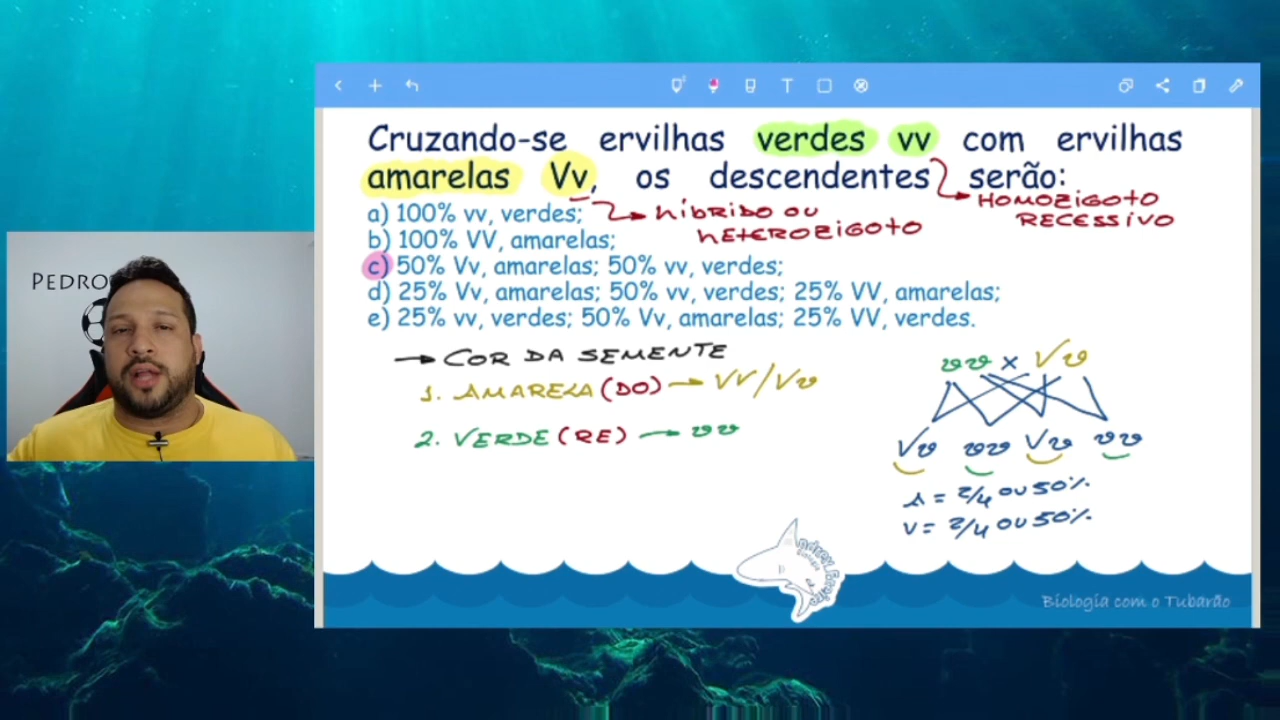 Cruzando-se ervilhas verdes vv com ervilhas
amarelas Vv, os descendentes serão:
HOMOZIGOTO
RECESSIVO
a) 100% vv, verdes;
HÍBRIDO OU
HETEROZIGOTO
b) 100% VV, amarelas;
c) 50% Vv, amarelas; 50% vv, verdes;
d) 25% Vv, amarelas; 50% vv, verdes; 25% VV, amarelas;
e) 25% vv, verdes; 50% Vv, amarelas; 25% VV, verdes.
→ COR DA SEMENTE
1. AMARELA (DO) → VV/Vv
2. VERDE (RE) → vv
vv x Vv
Vv vv Vv vv
A = 2/4 OU 50%
V = 2/4 OU 50%
PEDRO
Biologia com o Tubarão